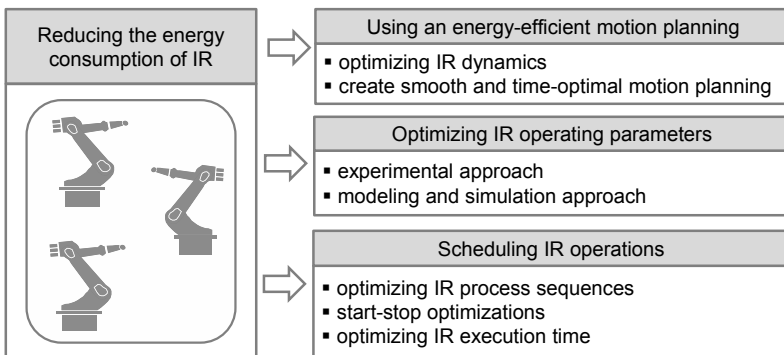 Reducing the energy
consumption of IR
Using an energy-efficient motion planning
▪ optimizing IR dynamics
▪ create smooth and time-optimal motion planning
Optimizing IR operating parameters
▪ experimental approach
▪ modeling and simulation approach
Scheduling IR operations
▪ optimizing IR process sequences
▪ start-stop optimizations
▪ optimizing IR execution time